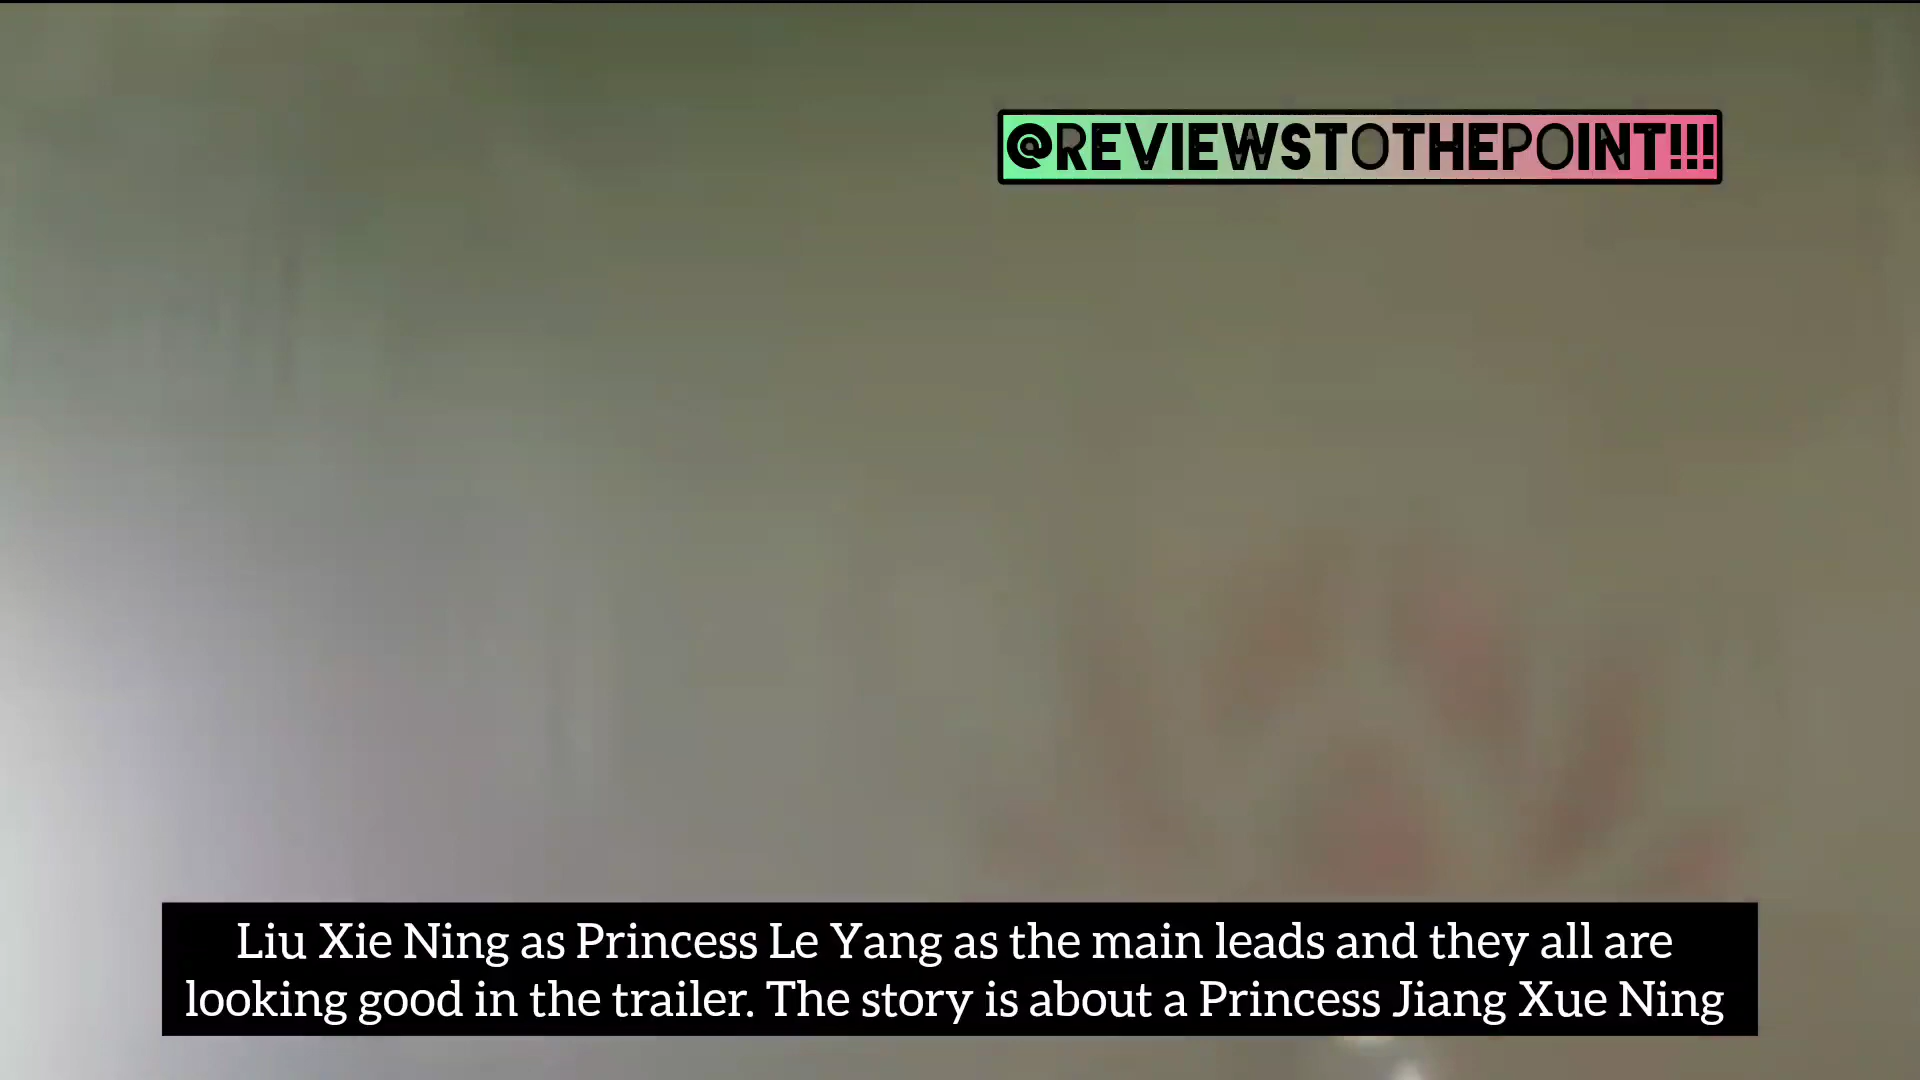 @REVIEWSTOTHEPOINT!!!
Liu Xie Ning as Princess Le Yang as the main leads and they all are
looking good in the trailer. The story is about a Princess Jiang Xue Ning